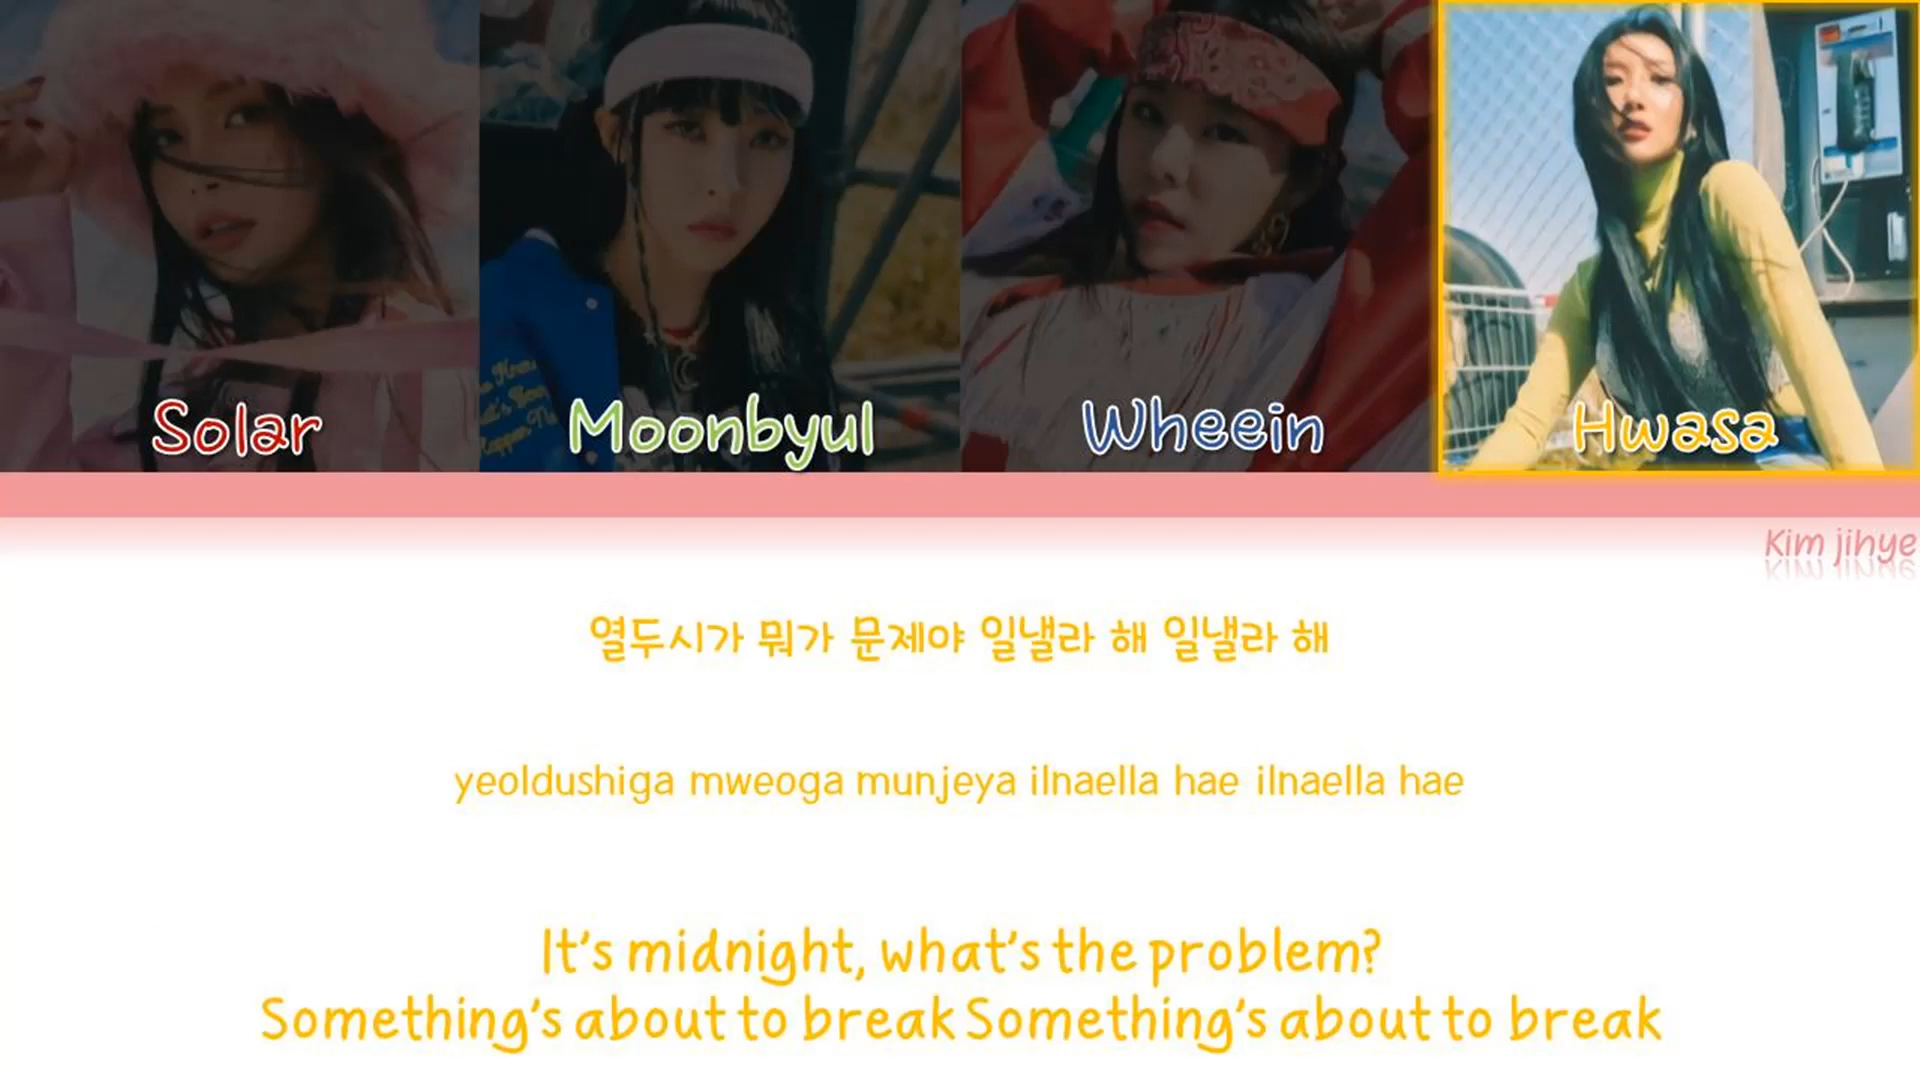 Solar
Moonbyul
Wheein
Hwasa
Kim jihye
열두시가 뭐가 문제야 일낼라 해 일낼라 해
yeoldushiga mweoga munjeya ilnaella hae ilnaella hae
It's midnight, what's the problem?
Something's about to break Something's about to break